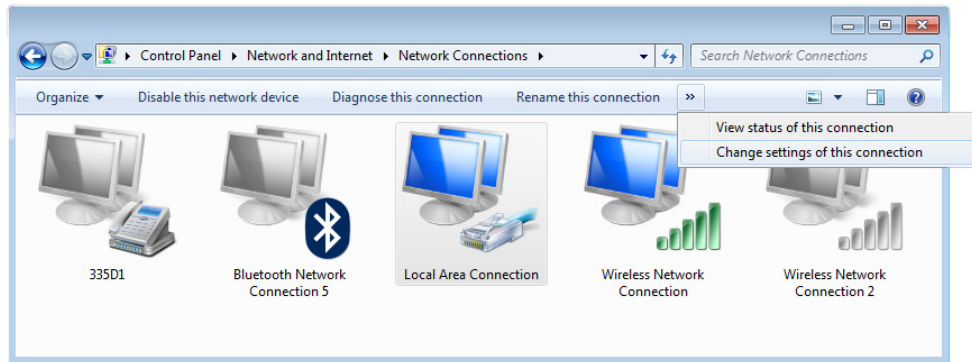 Control Panel ▸ Network and Internet ▸ Network Connections ▸
Search Network Connections
Organize
Disable this network device
Diagnose this connection
Rename this connection
»
View status of this connection
Change settings of this connection
335D1
Bluetooth Network
Connection 5
Local Area Connection
Wireless Network
Connection
Wireless Network
Connection 2